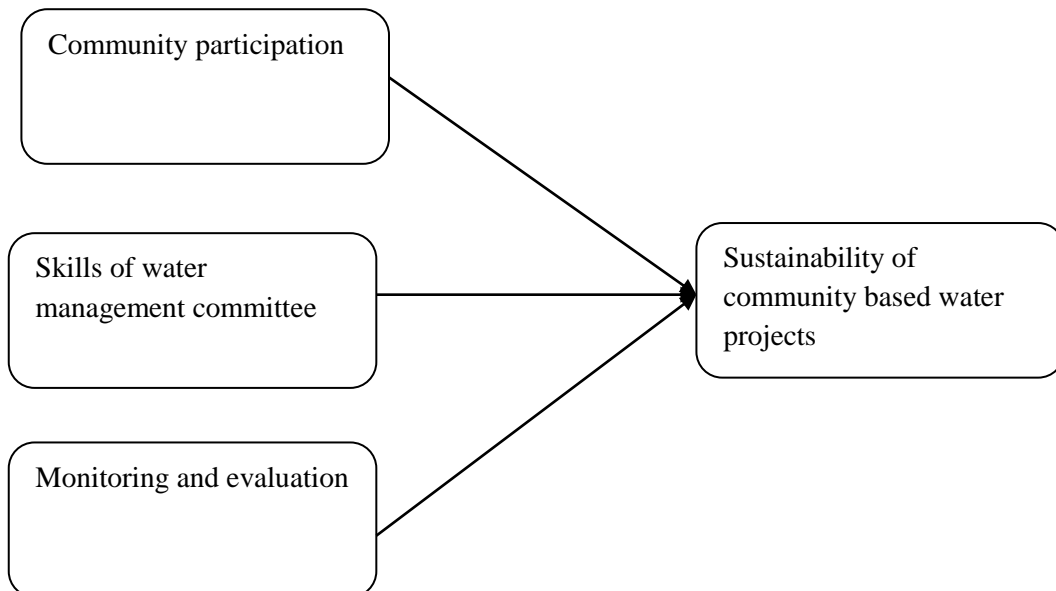 Community participation
Skills of water
management committee
Monitoring and evaluation
Sustainability of
community based water
projects